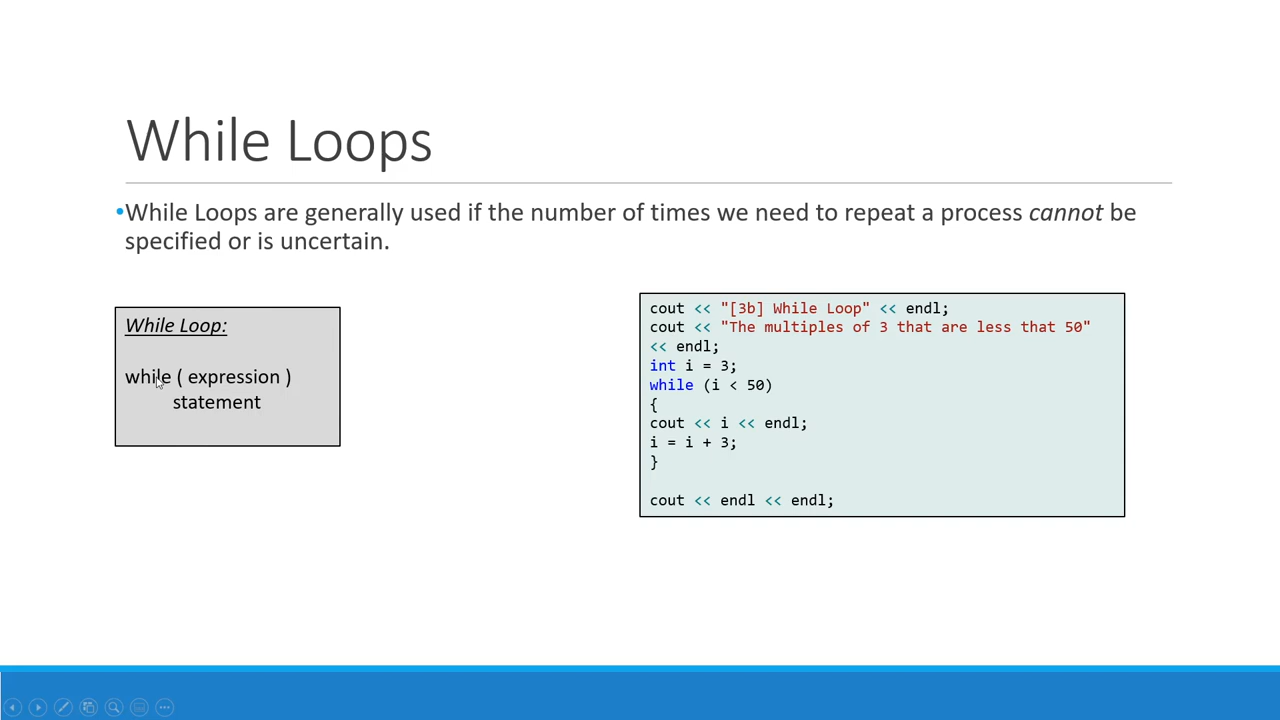 While Loops
•While Loops are generally used if the number of times we need to repeat a process cannot be
specified or is uncertain.
While Loop:
while ( expression )
statement
cout << "[3b] While Loop" << endl;
cout << "The multiples of 3 that are less that 50"
<< endl;
int i = 3;
while (i < 50)
{
cout << i << endl;
i = i + 3;
}
cout << endl << endl;